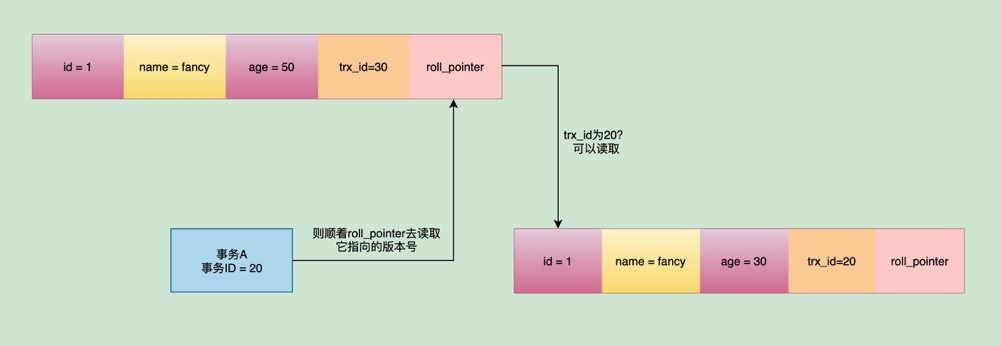 id = 1 name = fancy age = 50 trx_id=30 roll_pointer
trx_id为20?
可以读取
则顺着roll_pointer去读取
它指向的版本号
事务A
事务ID = 20
id = 1 name = fancy age = 30 trx_id=20 roll_pointer